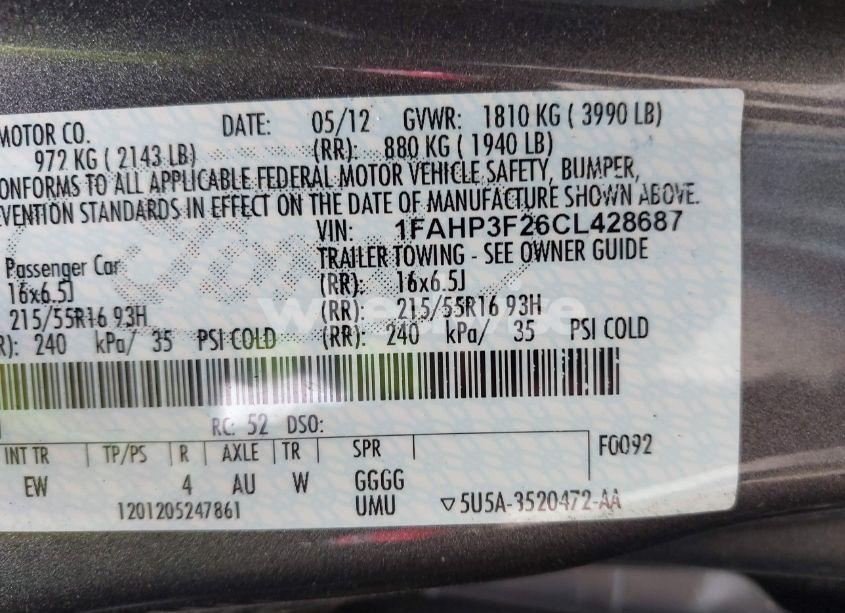 MOTOR CO. DATE: 05/12 GVWR: 1810 KG ( 3990 LB)
972 KG ( 2143 LB) (RR): 880 KG ( 1940 LB)
ONFORMS TO ALL APPLICABLE FEDERAL MOTOR VEHICLE SAFETY, BUMPER,
EVENTION STANDARDS IN EFFECT ON THE DATE OF MANUFACTURE SHOWN ABOVE.
VIN: 1FAHP3F26CL428687
Passenger Car TRAILER TOWING - SEE OWNER GUIDE
16x6.5J (RR): 16x6.5J
215/55R16 93H (RR): 215/55R16 93H
R): 240 kPa/ 35 PSI COLD (RR): 240 kPa/ 35 PSI COLD
RC: 52 DSO:
INT TR TP/PS R AXLE TR SPR F0092
EW 4 AU W GGGG
1201205247861 UMU ▽5U5A-3520472-AA